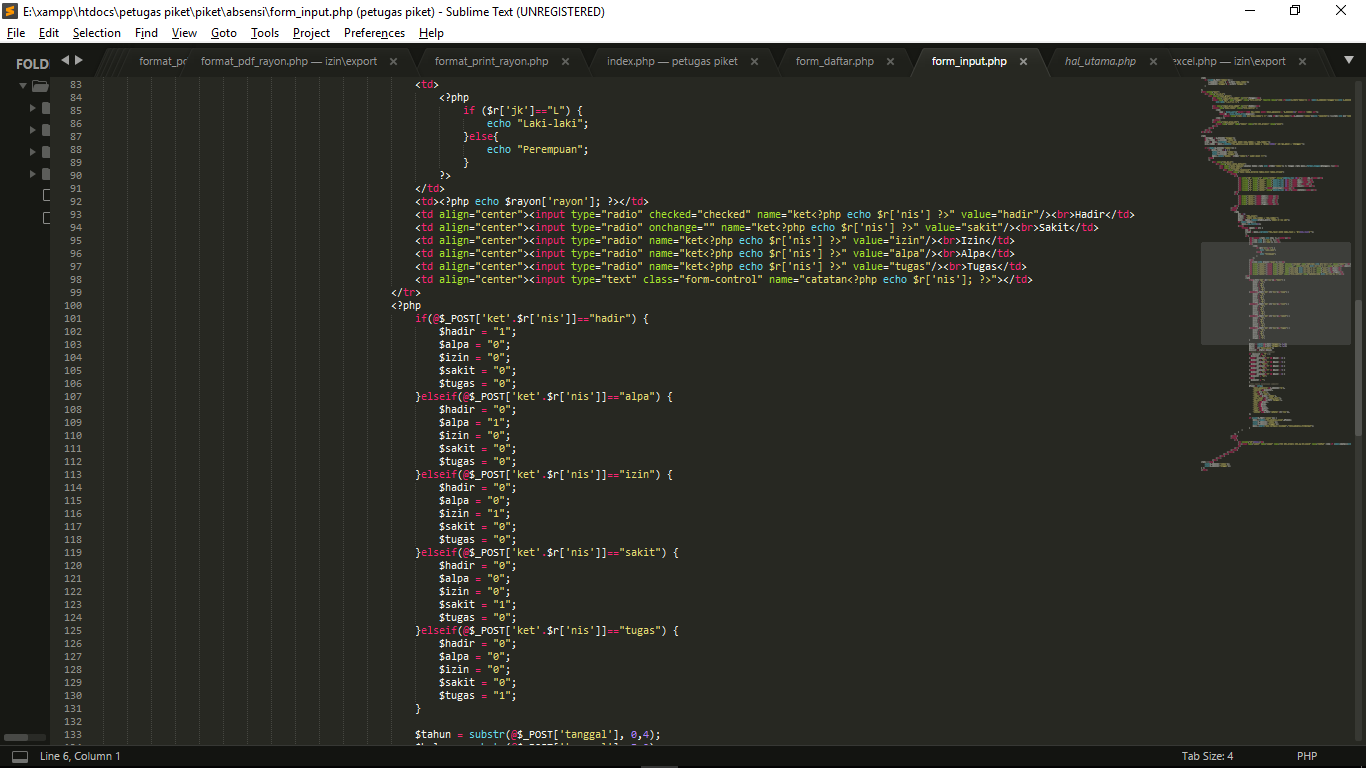 E:\xampp\htdocs\petugas piket\piket\absensi\form_input.php (petugas piket) - Sublime Text (UNREGISTERED)
File Edit Selection Find View Goto Tools Project Preferences Help
FOLD
format_pd format_pdf_rayon.php — izin\export format_print_rayon.php index.php — petugas piket form_daftar.php form_input.php hal_utama.php excel.php — izin\export
83 <td>
84 <?php
85 if ($r['jk']=="L") {
86 echo "Laki-laki";
87 }else{
88 echo "Perempuan";
89 }
90 ?>
91 </td>
92 <td><?php echo $rayon['rayon']; ?></td>
93 <td align="center"><input type="radio" checked="checked" name="ket<?php echo $r['nis'] ?>" value="hadir"/><br>Hadir</td>
94 <td align="center"><input type="radio" onchange="" name="ket<?php echo $r['nis'] ?>" value="sakit"/><br>Sakit</td>
95 <td align="center"><input type="radio" name="ket<?php echo $r['nis'] ?>" value="izin"/><br>Izin</td>
96 <td align="center"><input type="radio" name="ket<?php echo $r['nis'] ?>" value="alpa"/><br>Alpa</td>
97 <td align="center"><input type="radio" name="ket<?php echo $r['nis'] ?>" value="tugas"/><br>Tugas</td>
98 <td align="center"><input type="text" class="form-control" name="catatan<?php echo $r['nis']; ?>"></td>
99 </tr>
100 <?php
101 if(@$_POST['ket'.$r['nis']]=="hadir") {
102 $hadir = "1";
103 $alpa = "0";
104 $izin = "0";
105 $sakit = "0";
106 $tugas = "0";
107 }elseif(@$_POST['ket'.$r['nis']]=="alpa") {
108 $hadir = "0";
109 $alpa = "1";
110 $izin = "0";
111 $sakit = "0";
112 $tugas = "0";
113 }elseif(@$_POST['ket'.$r['nis']]=="izin") {
114 $hadir = "0";
115 $alpa = "0";
116 $izin = "1";
117 $sakit = "0";
118 $tugas = "0";
119 }elseif(@$_POST['ket'.$r['nis']]=="sakit") {
120 $hadir = "0";
121 $alpa = "0";
122 $izin = "0";
123 $sakit = "1";
124 $tugas = "0";
125 }elseif(@$_POST['ket'.$r['nis']]=="tugas") {
126 $hadir = "0";
127 $alpa = "0";
128 $izin = "0";
129 $sakit = "0";
130 $tugas = "1";
131 }
132
133 $tahun = substr(@$_POST['tanggal'], 0,4);
Line 6, Column 1 Tab Size: 4 PHP